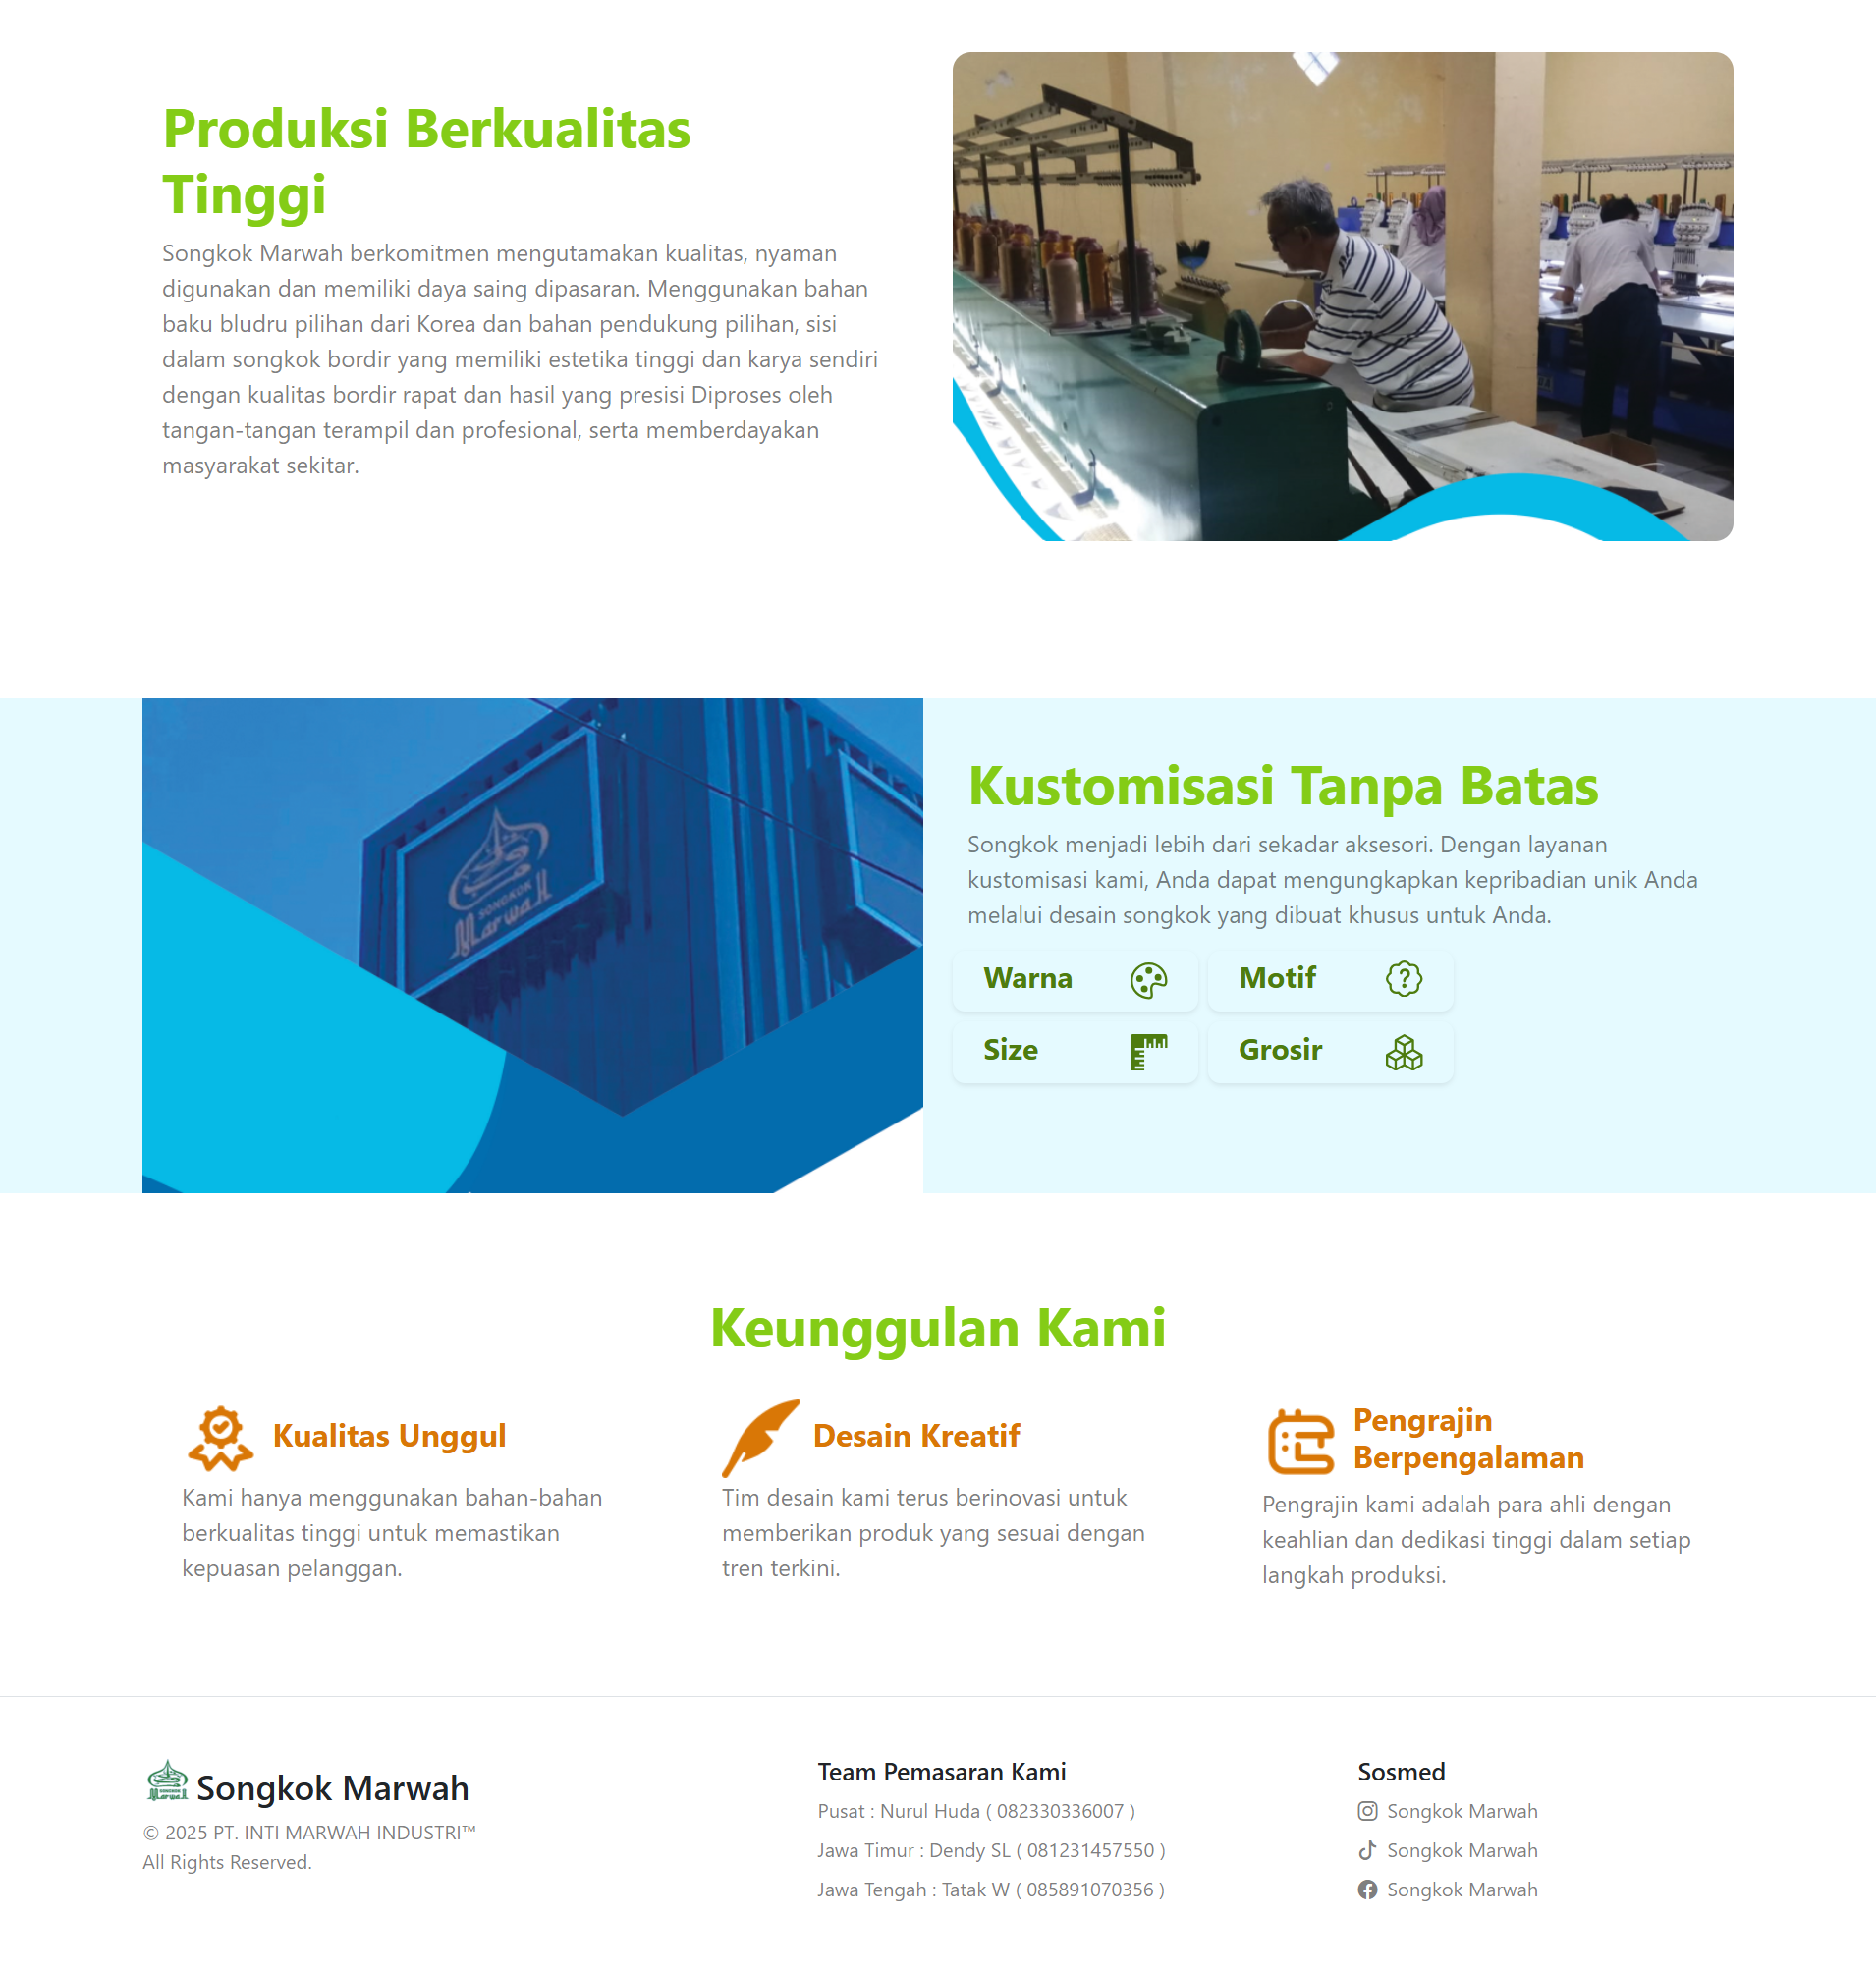 Produksi Berkualitas
Tinggi
Songkok Marwah berkomitmen mengutamakan kualitas, nyaman
digunakan dan memiliki daya saing dipasaran. Menggunakan bahan
baku bludru pilihan dari Korea dan bahan pendukung pilihan, sisi
dalam songkok bordir yang memiliki estetika tinggi dan karya sendiri
dengan kualitas bordir rapat dan hasil yang presisi Diproses oleh
tangan-tangan terampil dan profesional, serta memberdayakan
masyarakat sekitar.
SONGKOK
Marwah
Kustomisasi Tanpa Batas
Songkok menjadi lebih dari sekadar aksesori. Dengan layanan
kustomisasi kami, Anda dapat mengungkapkan kepribadian unik Anda
melalui desain songkok yang dibuat khusus untuk Anda.
Warna
Motif
Size
Grosir
Keunggulan Kami
Kualitas Unggul
Kami hanya menggunakan bahan-bahan
berkualitas tinggi untuk memastikan
kepuasan pelanggan.
Desain Kreatif
Tim desain kami terus berinovasi untuk
memberikan produk yang sesuai dengan
tren terkini.
Pengrajin
Berpengalaman
Pengrajin kami adalah para ahli dengan
keahlian dan dedikasi tinggi dalam setiap
langkah produksi.
SONGKOK
Marwah
Songkok Marwah
© 2025 PT. INTI MARWAH INDUSTRI™
All Rights Reserved.
Team Pemasaran Kami
Pusat : Nurul Huda ( 082330336007 )
Jawa Timur : Dendy SL ( 081231457550 )
Jawa Tengah : Tatak W ( 085891070356 )
Sosmed
Songkok Marwah
Songkok Marwah
Songkok Marwah